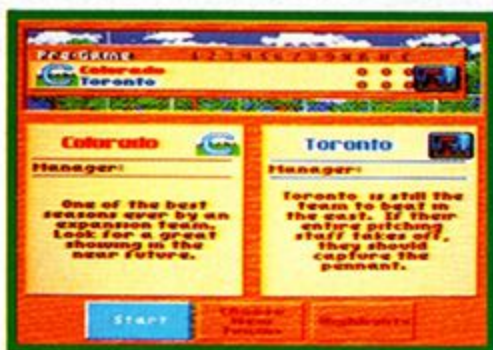 Pre-Game: 1 2 3 4 5 6 7 8 9 R H E
Colorado 0 0 0
Toronto 0 0 0
Colorado
Manager:
One of the best
seasons ever by an
expansion team.
Look for a great
showing in the
near future.
Toronto
Manager:
Toronto is still the
team to beat in
the east. If their
entire pitching
staff takes off,
they should
capture the
pennant.
Start
Choose
New
Teams
Highlights